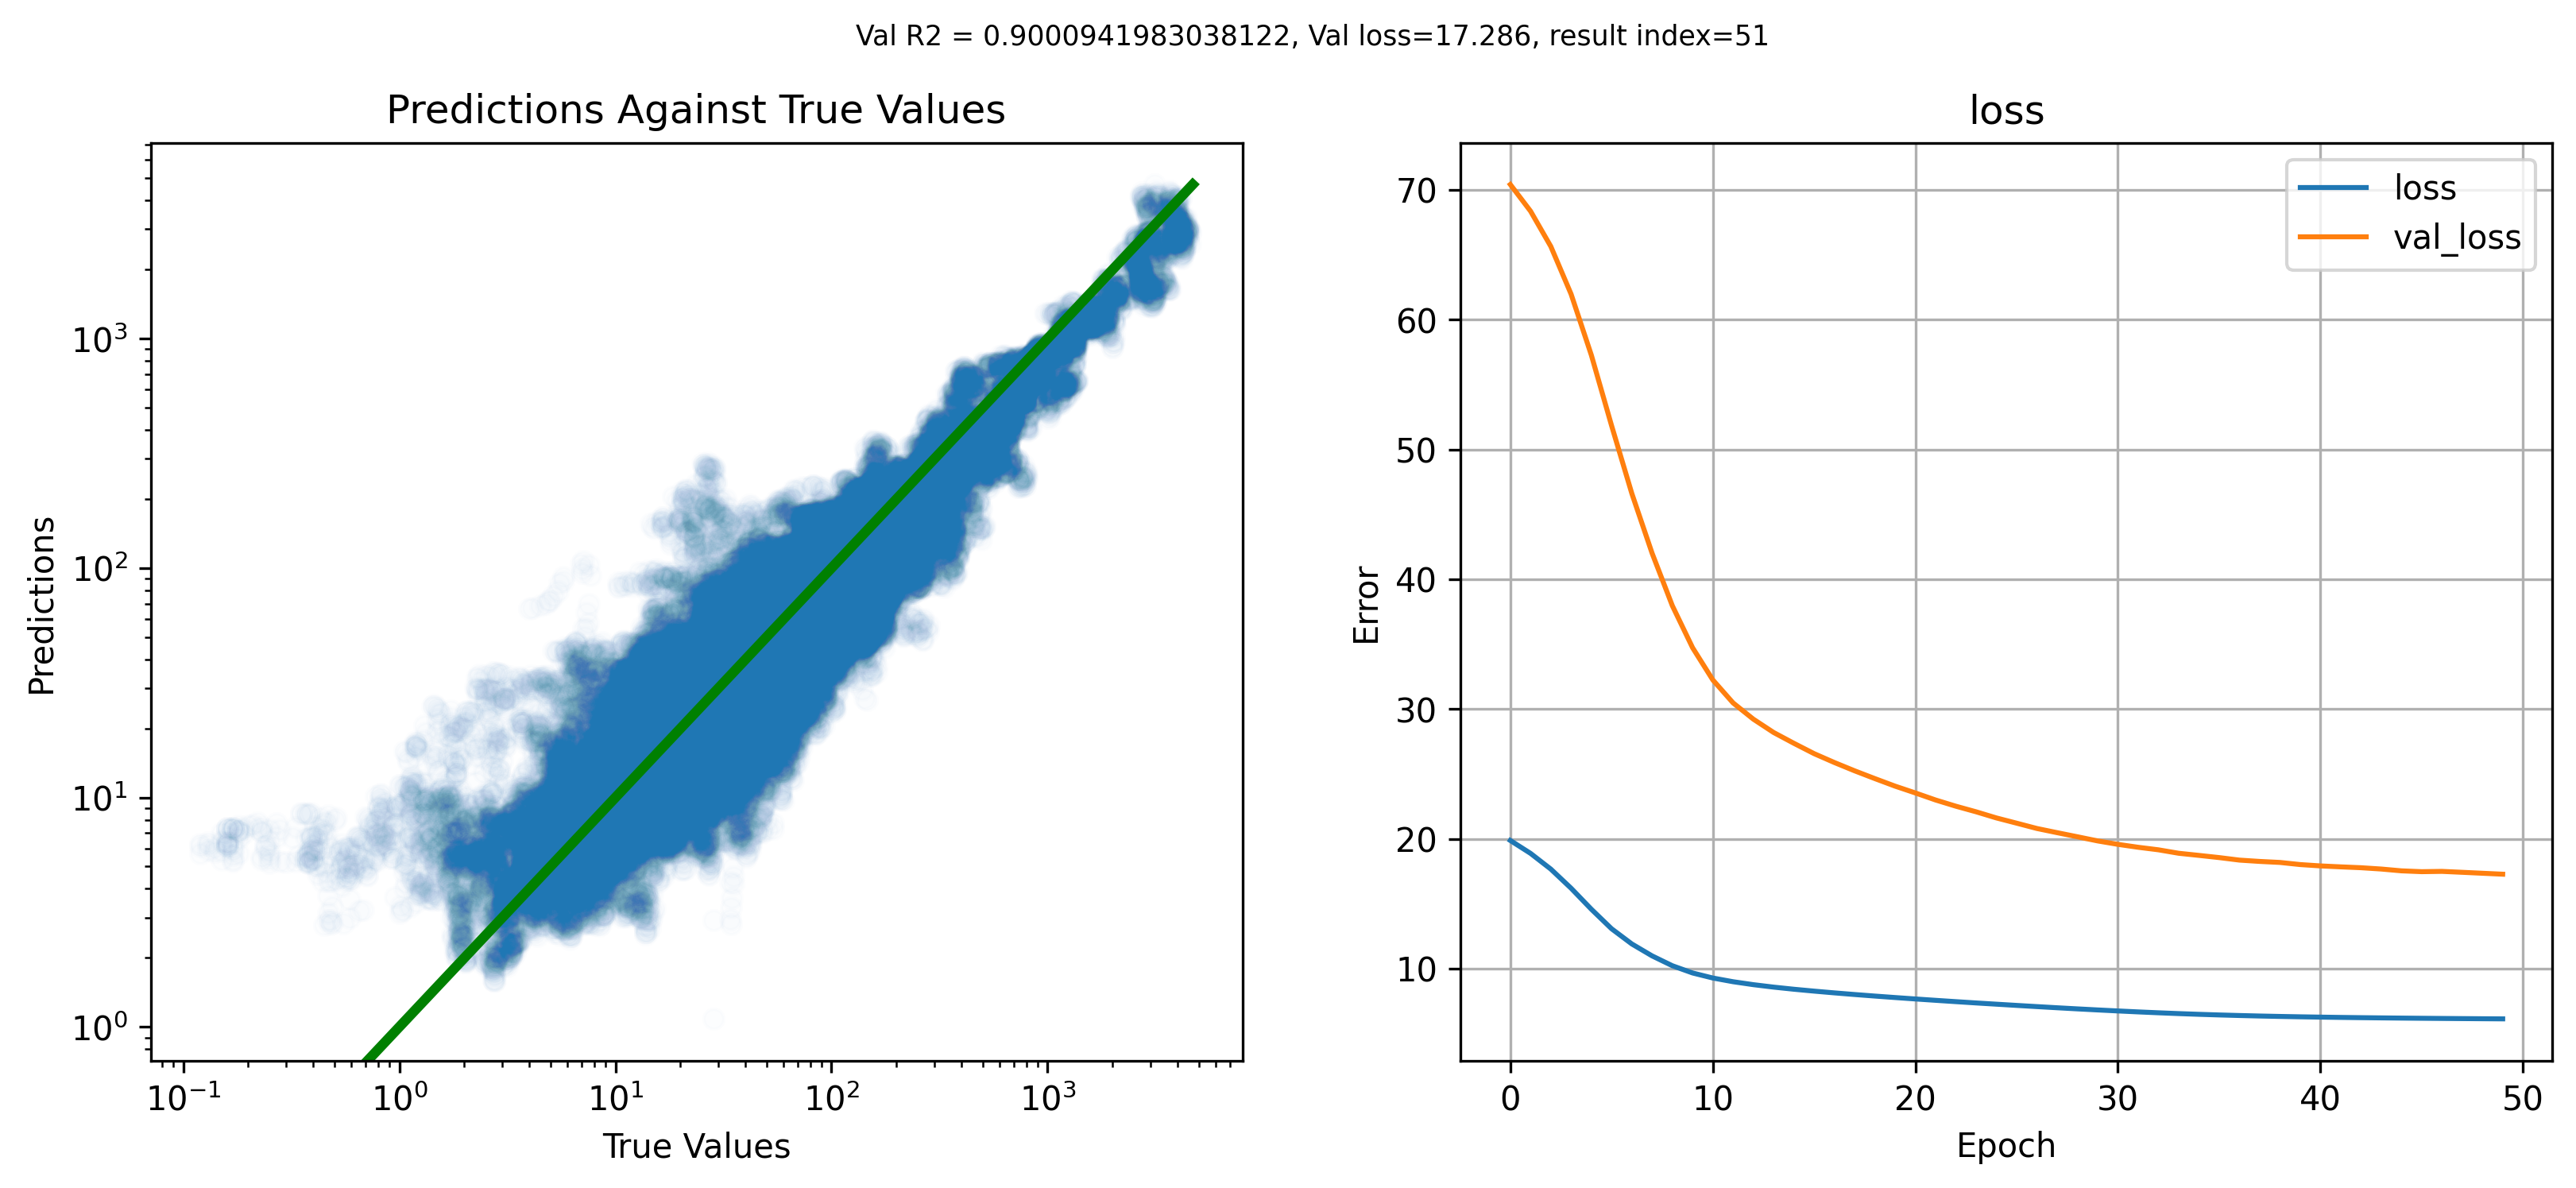 Val R2 = 0.9000941983038122, Val loss=17.286, result index=51
Predictions Against True Values
Predictions
10³
10²
10¹
10⁰
10⁻¹ 10⁰ 10¹ 10² 10³
True Values
loss
Error
70
60
50
40
30
20
10
loss
val_loss
0 10 20 30 40 50
Epoch